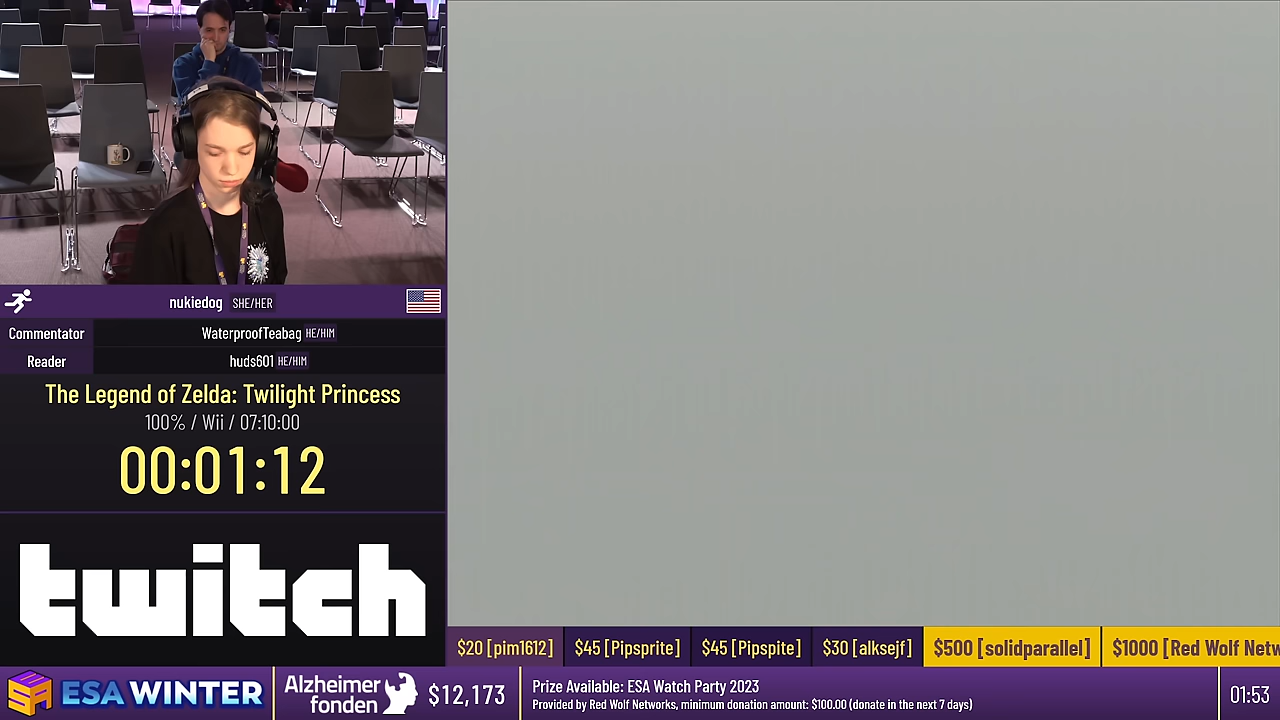 nukiedog SHE/HER
Commentator WaterproofTeabag HE/HIM
Reader huds601 HE/HIM
The Legend of Zelda: Twilight Princess
100% / Wii / 07:10:00
00:01:12
twitch
$20 [pim1612] $45 [Pipsprite] $45 [Pipspite] $30 [alksejf] $500 [solidparallel] $1000 [Red Wolf Netw
ESA WINTER
Alzheimer
fonden
$12,173
Prize Available: ESA Watch Party 2023
Provided by Red Wolf Networks, minimum donation amount: $100.00 (donate in the next 7 days)
01:53